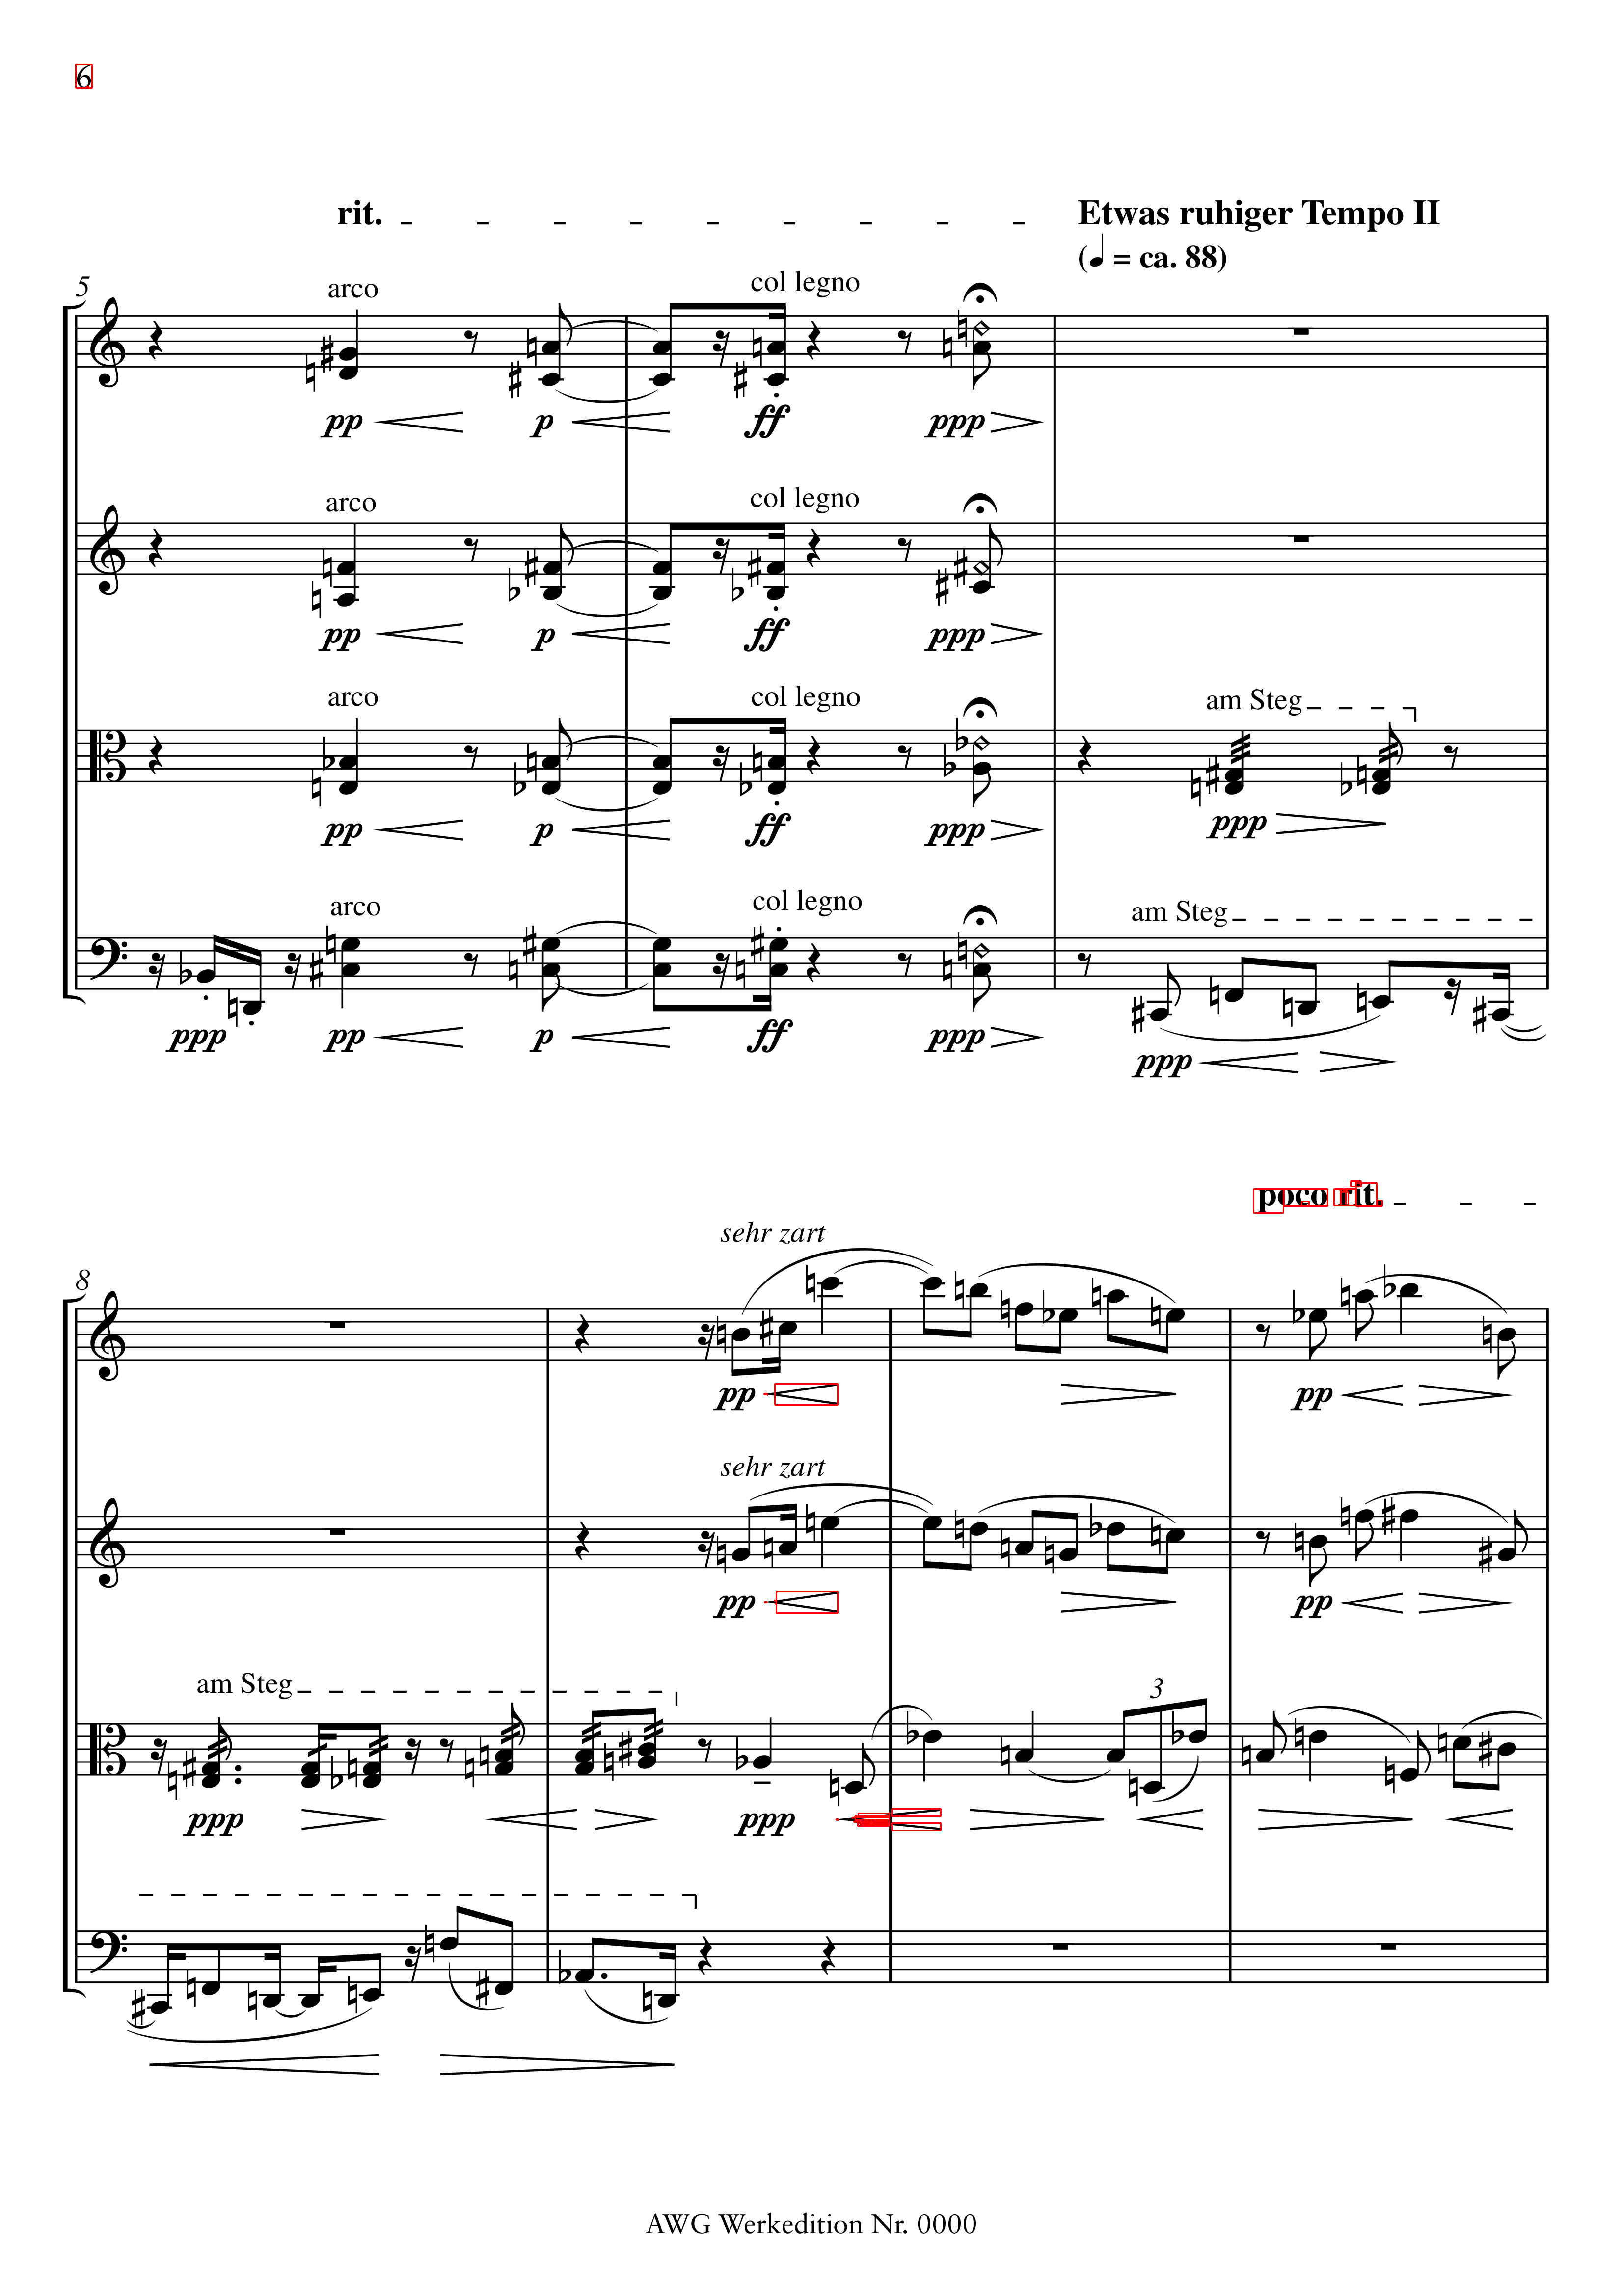 6
rit.
Etwas ruhiger Tempo II
(♩ = ca. 88)
5
arco
col legno
pp
p
ff
ppp
arco
col legno
pp
p
ff
ppp
arco
col legno
am Steg
pp
p
ff
ppp
ppp
arco
col legno
am Steg
ppp
pp
p
ff
ppp
ppp
poco rit.
8
sehr zart
pp
pp
sehr zart
pp
pp
am Steg
3
ppp
ppp
AWG Werkedition Nr. 0000